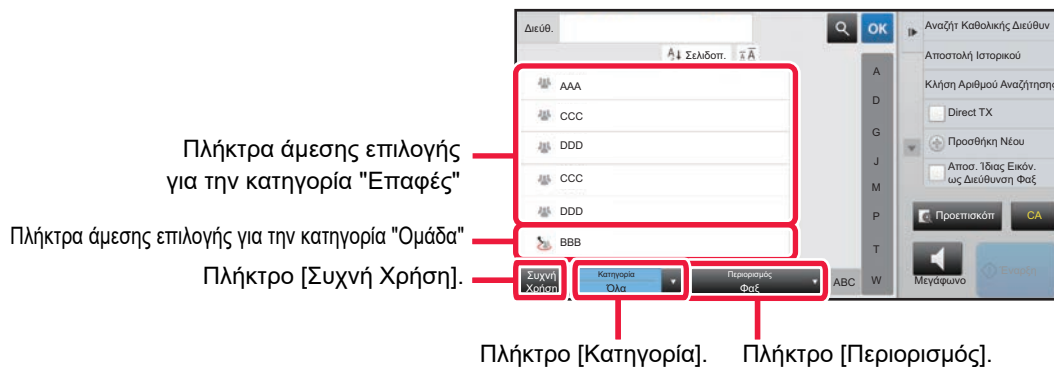 Διεύθ.
OK
Αναζήτ Καθολικής Διεύθυν
Σελιδοπ.
Αποστολή Ιστορικού
A
AAA
Κλήση Αριθμού Αναζήτησης
D
CCC
Direct TX
G
DDD
Προσθήκη Νέου
Πλήκτρα άμεσης επιλογής
για την κατηγορία "Επαφές"
J
Αποσ. Ίδιας Εικόν.
ως Διεύθυνση Φαξ
CCC
M
DDD
P
Προεπισκόπ
CA
Πλήκτρα άμεσης επιλογής για την κατηγορία "Ομάδα"
BBB
T
Πλήκτρο [Συχνή Χρήση].
Συχνή
Χρήση
Κατηγορία
Όλα
Περιορισμός
Φαξ
ABC
W
Μεγάφωνο
Πλήκτρο [Κατηγορία].
Πλήκτρο [Περιορισμός].